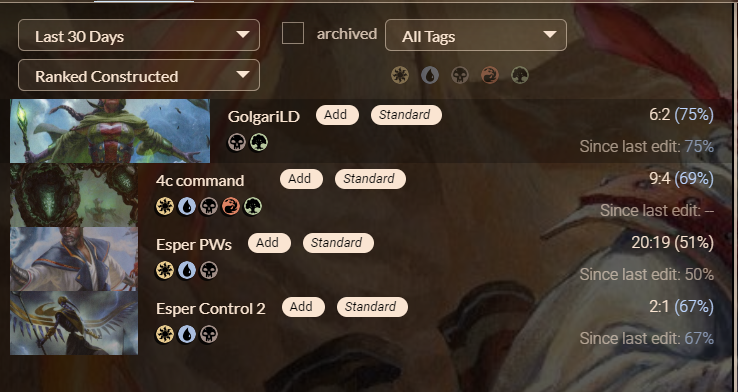 Last 30 Days archived All Tags
Ranked Constructed
GolgariLD Add Standard 6:2 (75%)
Since last edit: 75%
4c command Add Standard 9:4 (69%)
Since last edit: --
Esper PWs Add Standard 20:19 (51%)
Since last edit: 50%
Esper Control 2 Add Standard 2:1 (67%)
Since last edit: 67%